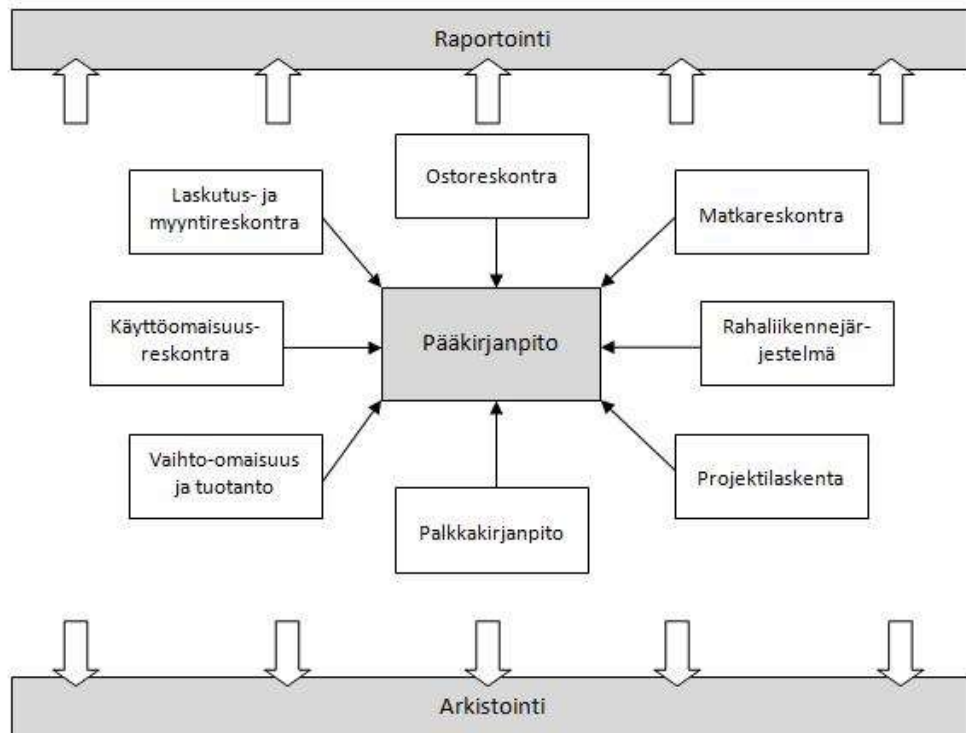 Raportointi
Ostoreskontra
Laskutus- ja
myyntireskontra
Matkareskontra
Käyttöomaisuus-
reskontra
Pääkirjanpito
Rahaliikennejär-
jestelmä
Vaihto-omaisuus
ja tuotanto
Palkkakirjanpito
Projektilaskenta
Arkistointi